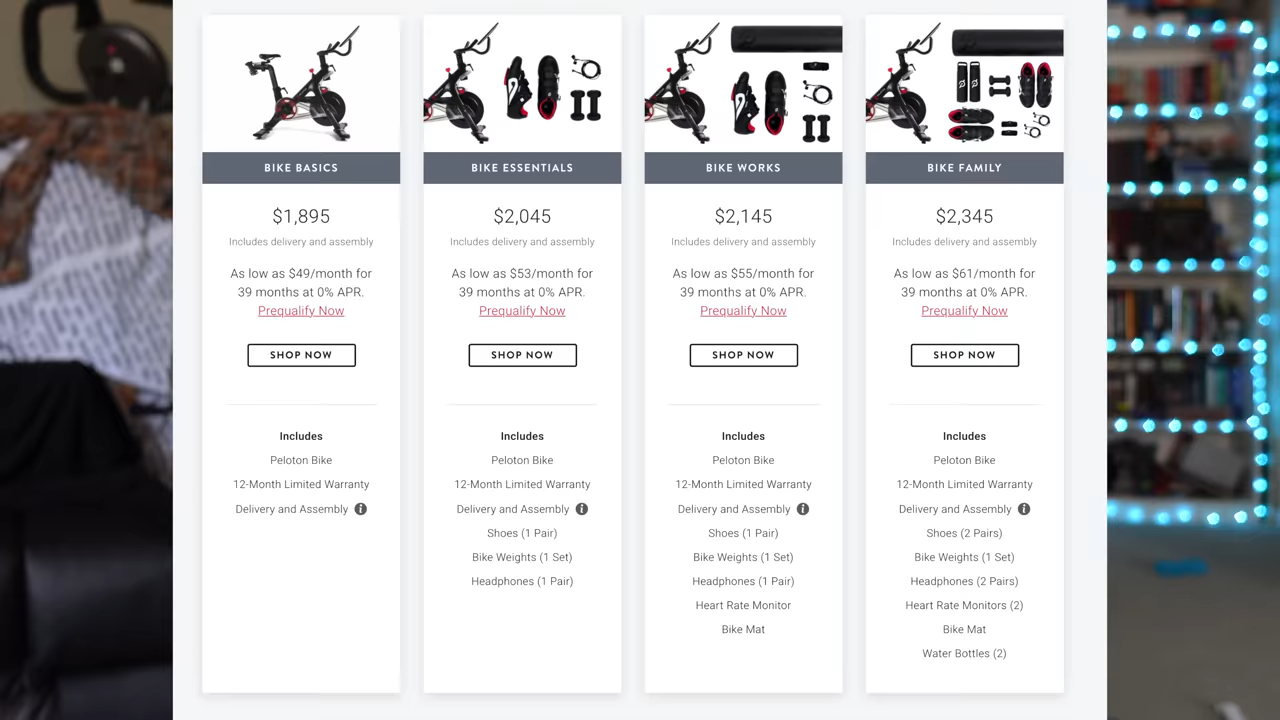 BIKE BASICS
$1,895
Includes delivery and assembly
As low as $49/month for
39 months at 0% APR.
Prequalify Now
SHOP NOW
Includes
Peloton Bike
12-Month Limited Warranty
Delivery and Assembly i
BIKE ESSENTIALS
$2,045
Includes delivery and assembly
As low as $53/month for
39 months at 0% APR.
Prequalify Now
SHOP NOW
Includes
Peloton Bike
12-Month Limited Warranty
Delivery and Assembly i
Shoes (1 Pair)
Bike Weights (1 Set)
Headphones (1 Pair)
BIKE WORKS
$2,145
Includes delivery and assembly
As low as $55/month for
39 months at 0% APR.
Prequalify Now
SHOP NOW
Includes
Peloton Bike
12-Month Limited Warranty
Delivery and Assembly i
Shoes (1 Pair)
Bike Weights (1 Set)
Headphones (1 Pair)
Heart Rate Monitor
Bike Mat
BIKE FAMILY
$2,345
Includes delivery and assembly
As low as $61/month for
39 months at 0% APR.
Prequalify Now
SHOP NOW
Includes
Peloton Bike
12-Month Limited Warranty
Delivery and Assembly i
Shoes (2 Pairs)
Bike Weights (1 Set)
Headphones (2 Pairs)
Heart Rate Monitors (2)
Bike Mat
Water Bottles (2)